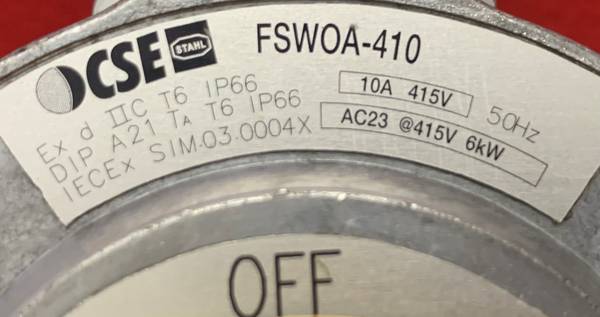 CSE STAHL FSWOA-410
Ex d IIC T6 IP66
DIP A21 TA T6 IP66
IECEx SIM.03.0004X
10A 415V 50Hz
AC23 @415V 6kW
OFF